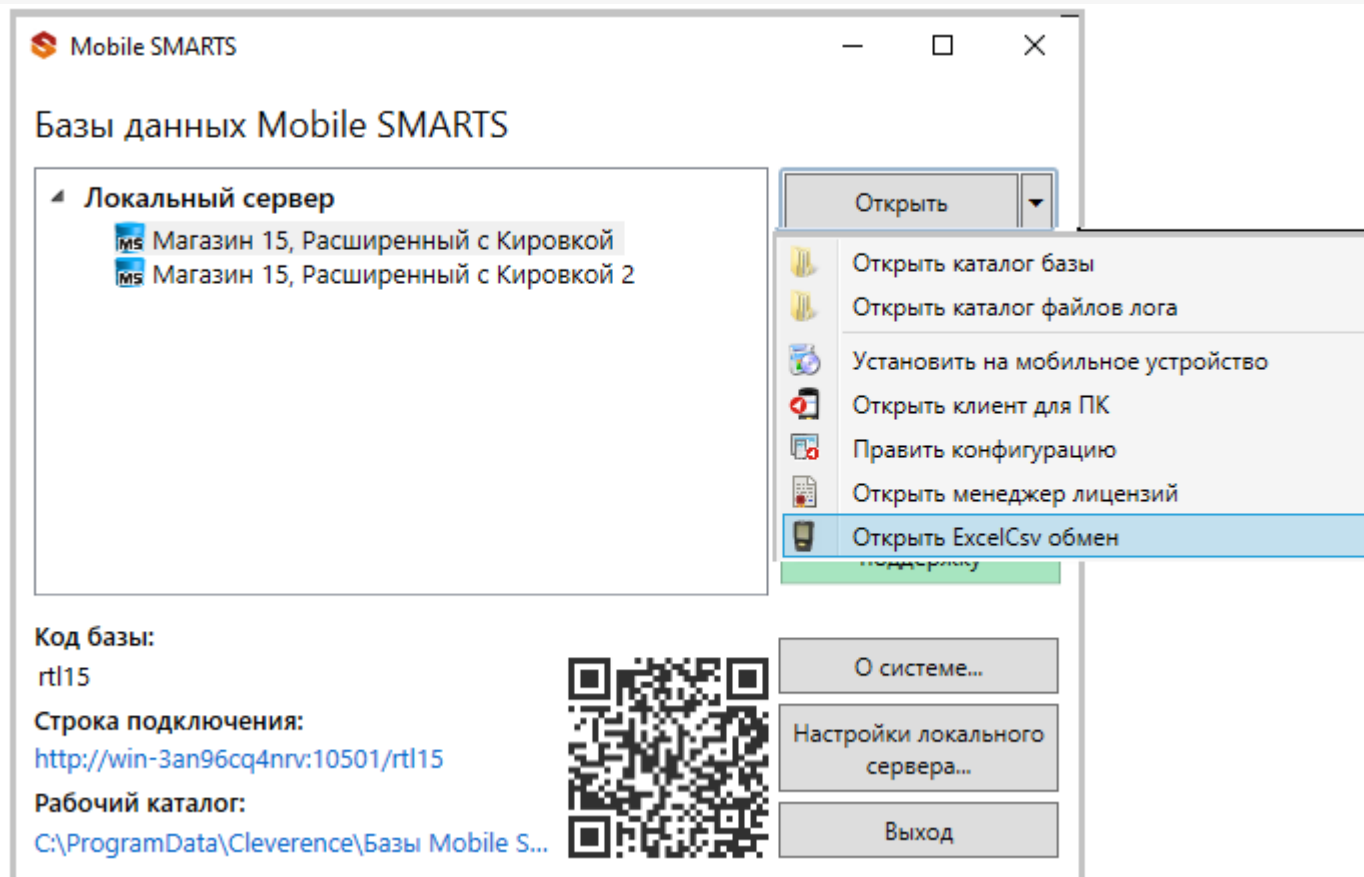 Mobile SMARTS
Базы данных Mobile SMARTS
Локальный сервер
Магазин 15, Расширенный с Кировкой
Магазин 15, Расширенный с Кировкой 2
Открыть
Открыть каталог базы
Открыть каталог файлов лога
Установить на мобильное устройство
Открыть клиент для ПК
Править конфигурацию
Открыть менеджер лицензий
Открыть ExcelCsv обмен
поддержку
Код базы:
rtl15
Строка подключения:
http://win-3an96cq4nrv:10501/rtl15
Рабочий каталог:
C:\ProgramData\Cleverence\Базы Mobile S...
О системе...
Настройки локального
сервера...
Выход